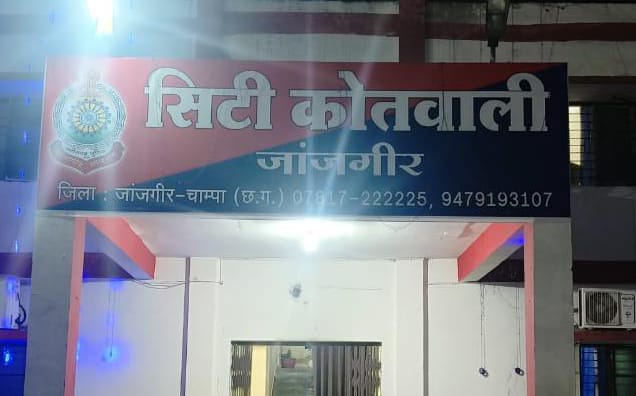 सिटी कोतवाली
जांजगीर
जिला : जांजगीर-चाम्पा (छ.ग.) 07817-222225, 9479193107